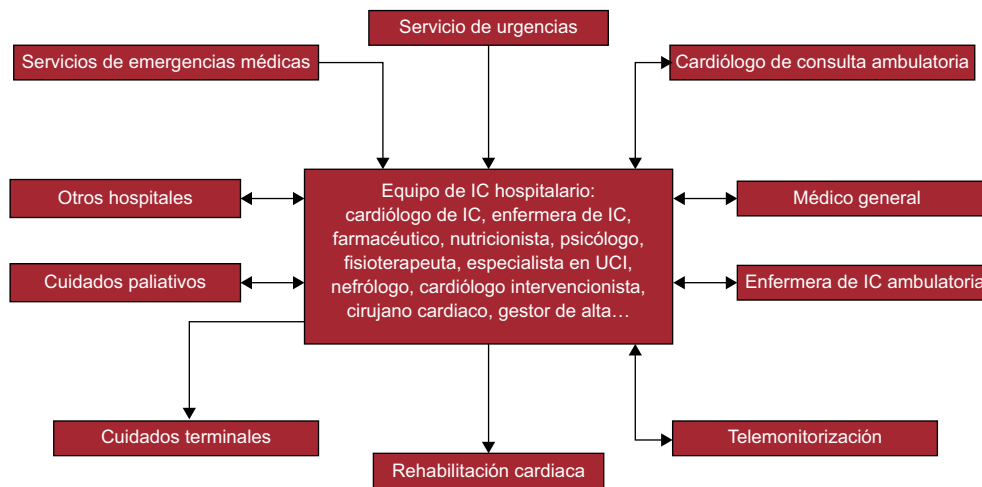 Servicio de urgencias
Servicios de emergencias médicas
Cardiólogo de consulta ambulatoria
Otros hospitales
Equipo de IC hospitalario:
cardiólogo de IC, enfermera de IC,
farmacéutico, nutricionista, psicólogo,
fisioterapeuta, especialista en UCI,
nefrólogo, cardiólogo intervencionista,
cirujano cardiaco, gestor de alta…
Médico general
Cuidados paliativos
Enfermera de IC ambulatoria
Cuidados terminales
Telemonitorización
Rehabilitación cardiaca